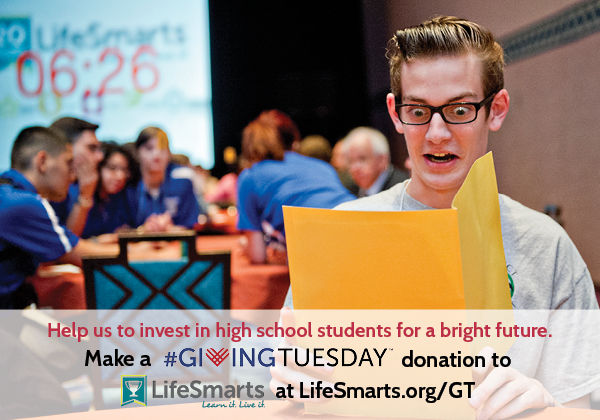 LifeSmarts
06:26
Help us to invest in high school students for a bright future.
Make a #GIVINGTUESDAY™ donation to
LifeSmarts at LifeSmarts.org/GT
Learn it. Live it.